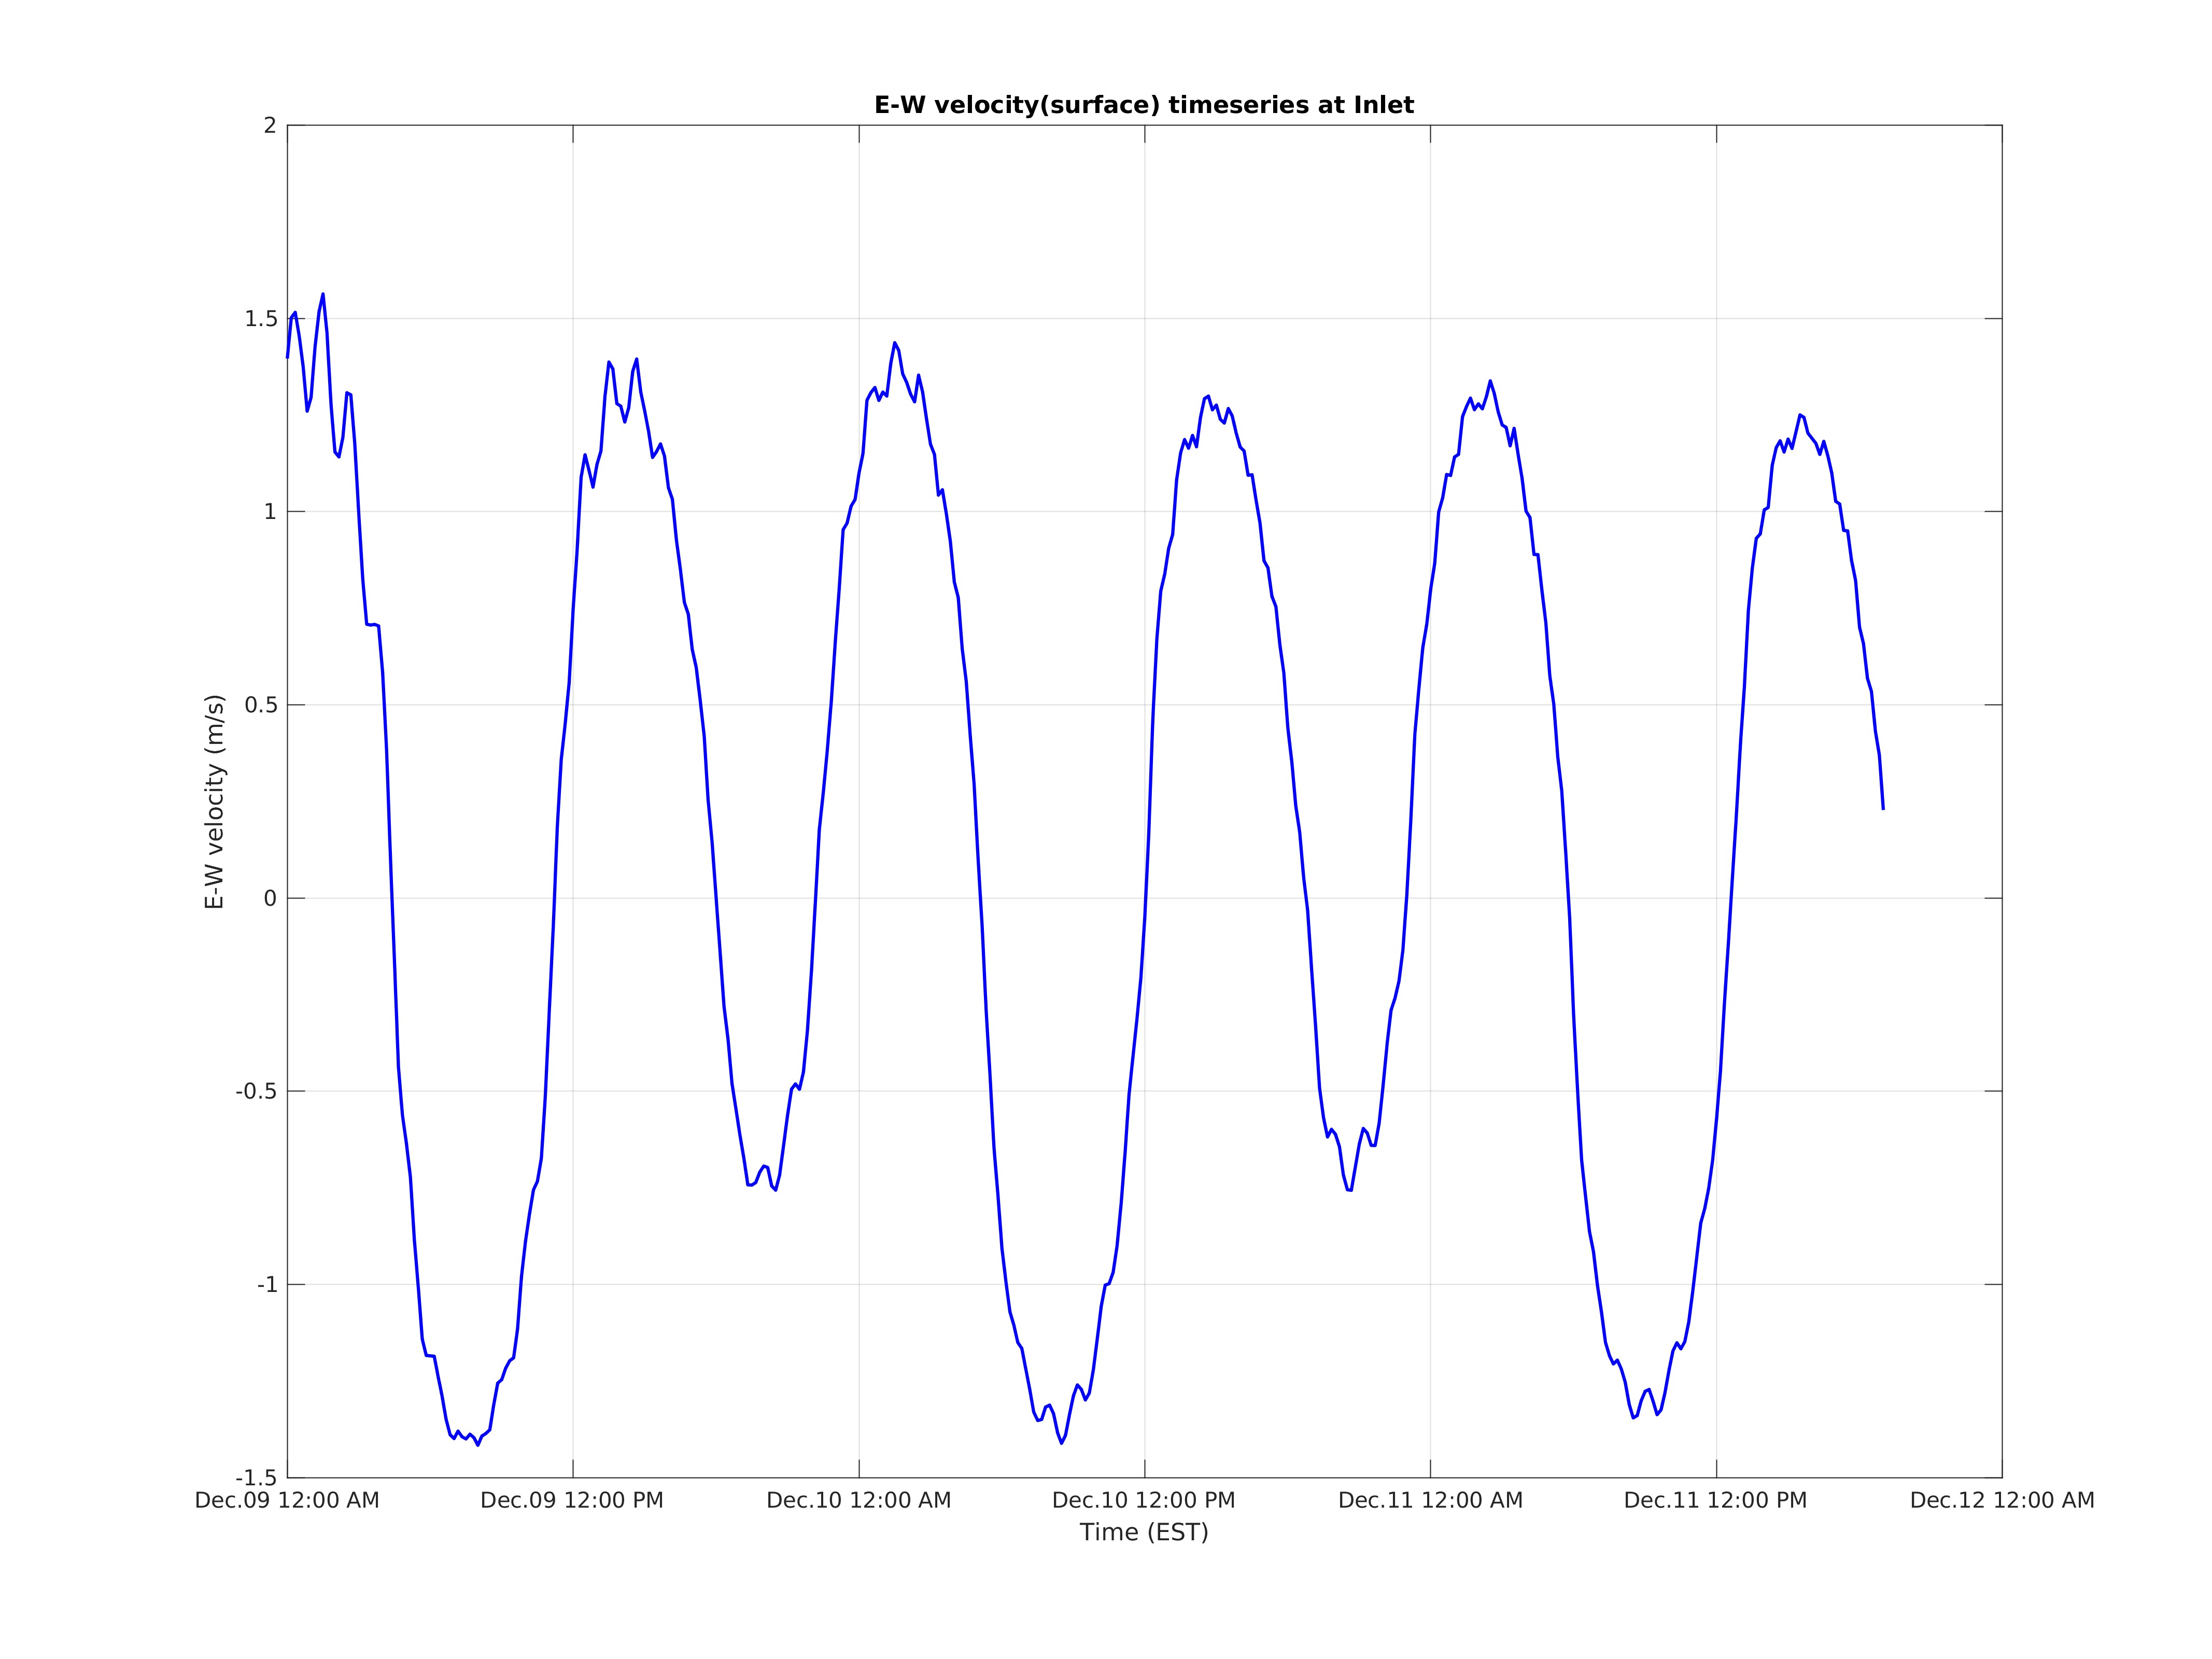 E-W velocity(surface) timeseries at Inlet
2
1.5
1
0.5
0
-0.5
-1
-1.5
E-W velocity (m/s)
Dec.09 12:00 AM Dec.09 12:00 PM Dec.10 12:00 AM Dec.10 12:00 PM Dec.11 12:00 AM Dec.11 12:00 PM Dec.12 12:00 AM
Time (EST)